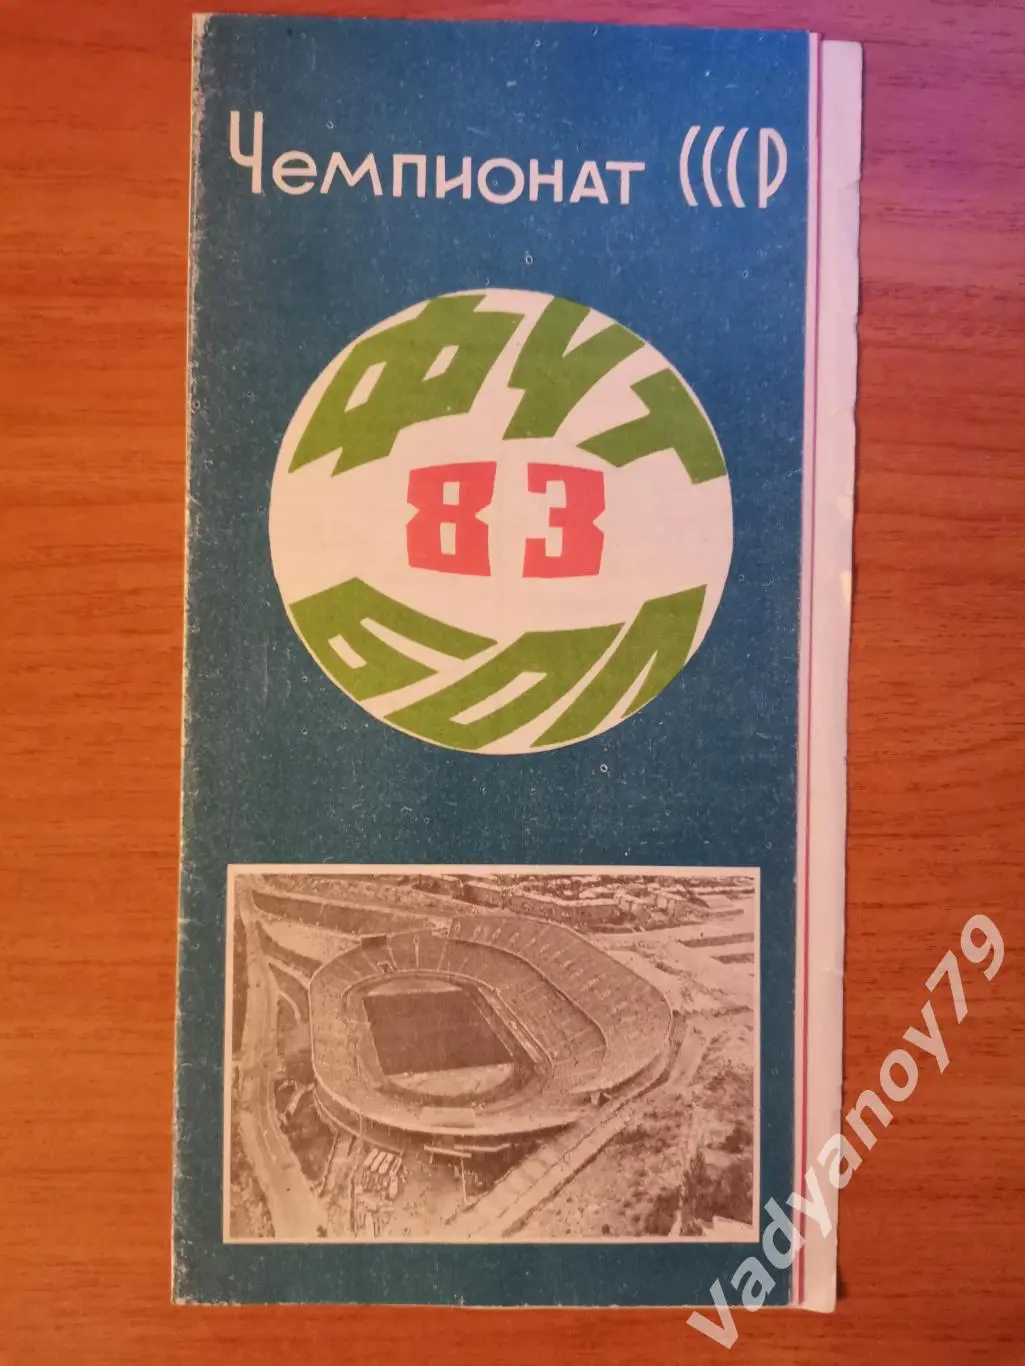 Чемпионат СССР
ФУТ
83
БОЛ
vadyanoy79